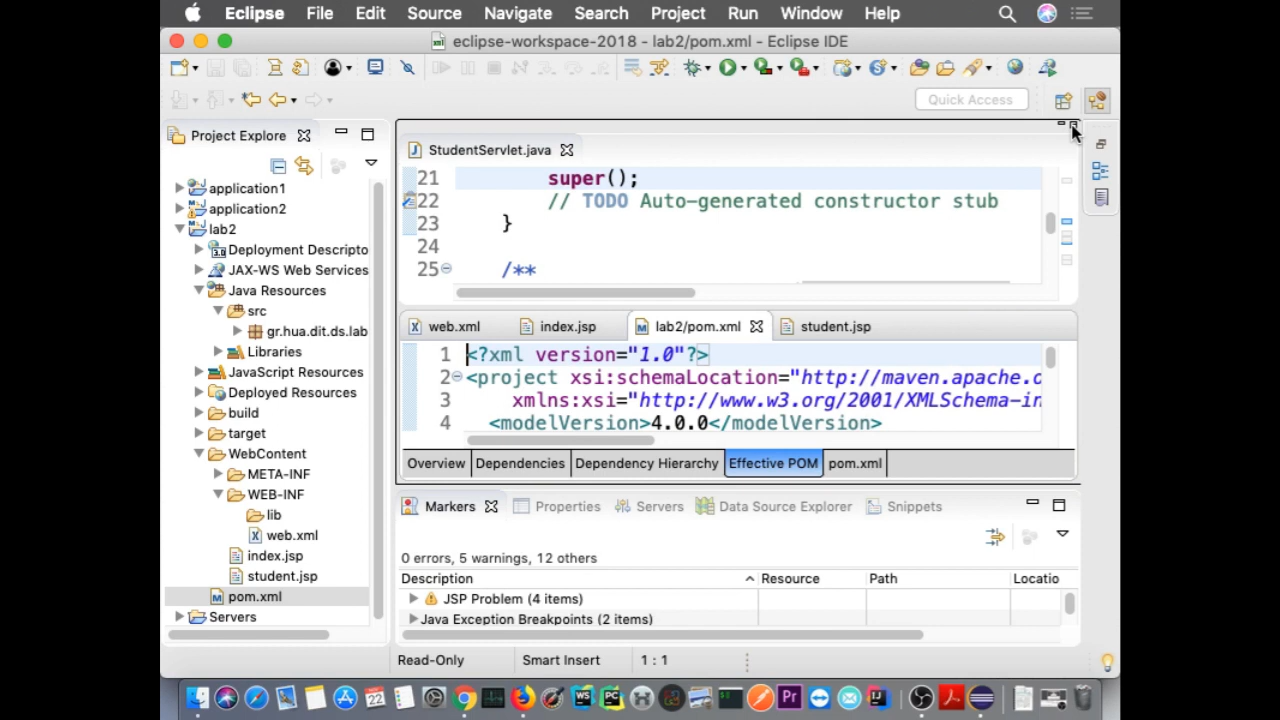 Eclipse File Edit Source Navigate Search Project Run Window Help
eclipse-workspace-2018 - lab2/pom.xml - Eclipse IDE
Quick Access
Project Explore
application1
application2
lab2
Deployment Descripto
JAX-WS Web Services
Java Resources
src
gr.hua.dit.ds.lab
Libraries
JavaScript Resources
Deployed Resources
build
target
WebContent
META-INF
WEB-INF
lib
web.xml
index.jsp
student.jsp
pom.xml
Servers
StudentServlet.java
21 super();
22 // TODO Auto-generated constructor stub
23 }
24
25 /**
web.xml index.jsp lab2/pom.xml student.jsp
1 <?xml version="1.0"?>
2 <project xsi:schemaLocation="http://maven.apache.o
3 xmlns:xsi="http://www.w3.org/2001/XMLSchema-in
4 <modelVersion>4.0.0</modelVersion>
Overview Dependencies Dependency Hierarchy Effective POM pom.xml
Markers Properties Servers Data Source Explorer Snippets
0 errors, 5 warnings, 12 others
Description Resource Path Locatio
JSP Problem (4 items)
Java Exception Breakpoints (2 items)
Read-Only Smart Insert 1 : 1